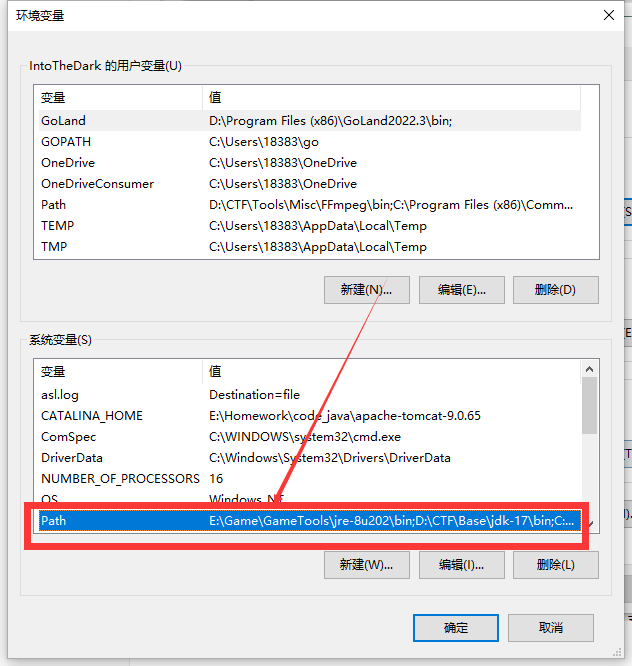 环境变量
IntoTheDark 的用户变量(U)
变量 值
GoLand D:\Program Files (x86)\GoLand2022.3\bin;
GOPATH C:\Users\18383\go
OneDrive C:\Users\18383\OneDrive
OneDriveConsumer C:\Users\18383\OneDrive
Path D:\CTF\Tools\Misc\FFmpeg\bin;C:\Program Files (x86)\Comm...
TEMP C:\Users\18383\AppData\Local\Temp
TMP C:\Users\18383\AppData\Local\Temp
新建(N)... 编辑(E)... 删除(D)
系统变量(S)
变量 值
asl.log Destination=file
CATALINA_HOME E:\Homework\code_java\apache-tomcat-9.0.65
ComSpec C:\WINDOWS\system32\cmd.exe
DriverData C:\Windows\System32\Drivers\DriverData
NUMBER_OF_PROCESSORS 16
OS Windows_NT
Path E:\Game\GameTools\jre-8u202\bin;D:\CTF\Base\jdk-17\bin;C:...
新建(W)... 编辑(I)... 删除(L)
确定 取消